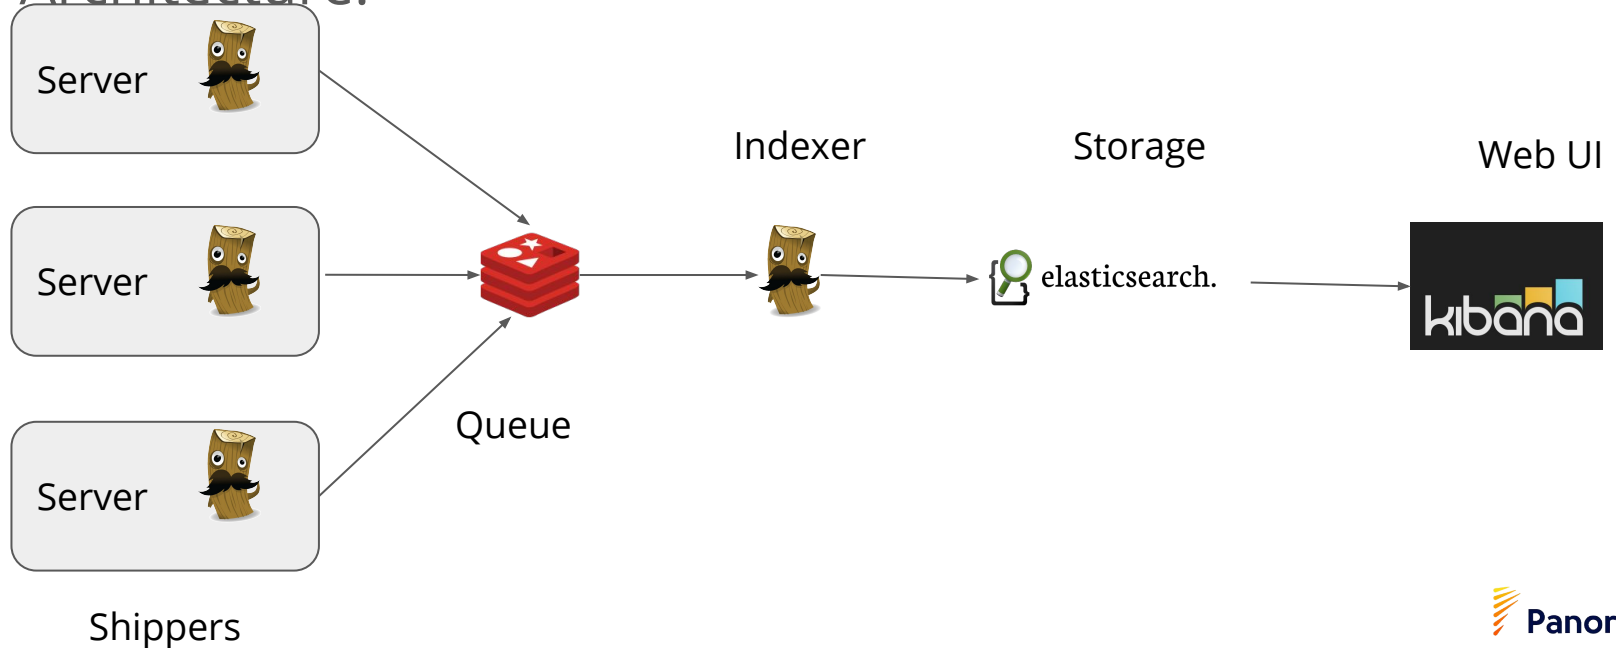 Server
Indexer
Storage
Web UI
Server
elasticsearch.
kibana
Queue
Server
Shippers
Panor